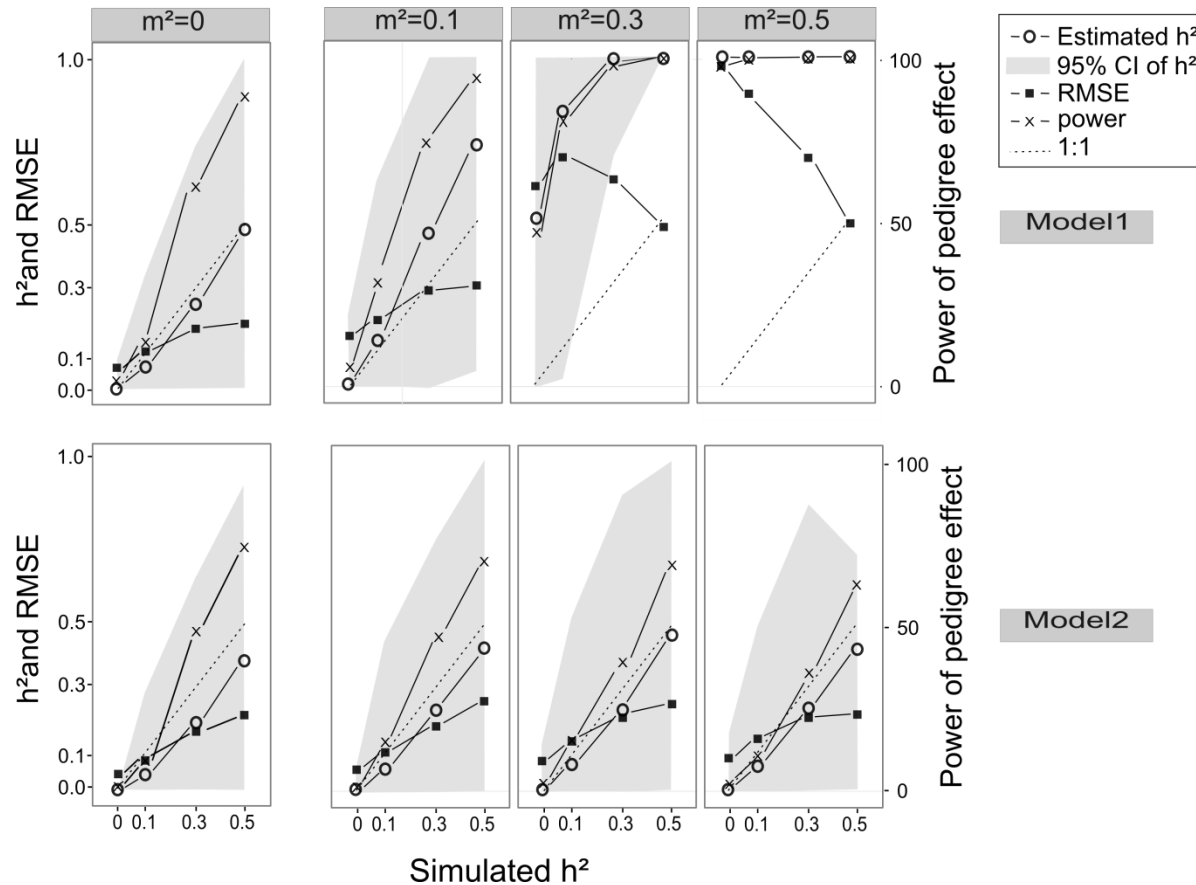 m²=0
m²=0.1
m²=0.3
m²=0.5
Estimated h²
95% CI of h²
RMSE
power
1:1
Model1
h²and RMSE
1.0
0.5
0.3
0.1
0.0
100
50
0
Power of pedigree effect
Model2
h²and RMSE
1.0
0.5
0.3
0.1
0.0
100
50
0
Power of pedigree effect
0 0.1 0.3 0.5
0 0.1 0.3 0.5
0 0.1 0.3 0.5
0 0.1 0.3 0.5
Simulated h²